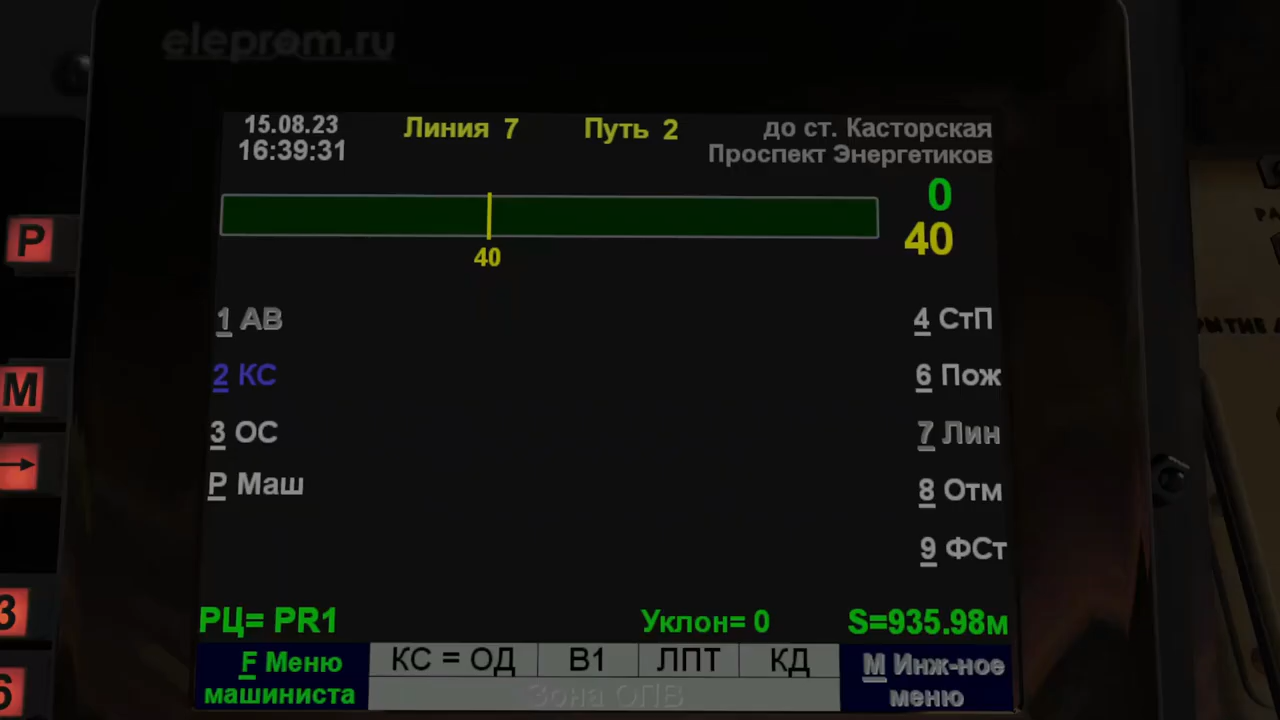 eleprom.ru
15.08.23
16:39:31
Линия 7
Путь 2
до ст. Касторская
Проспект Энергетиков
0
40
40
1 АВ
2 КС
3 ОС
Р Маш
4 СтП
6 Пож
7 Лин
8 Отм
9 ФСт
РЦ= PR1
Уклон= 0
S=935.98м
F Меню
машиниста
КС = ОД
В1
ЛПТ
КД
Зона ОПВ
М Инж-ное
меню
Р
М
→
3
6